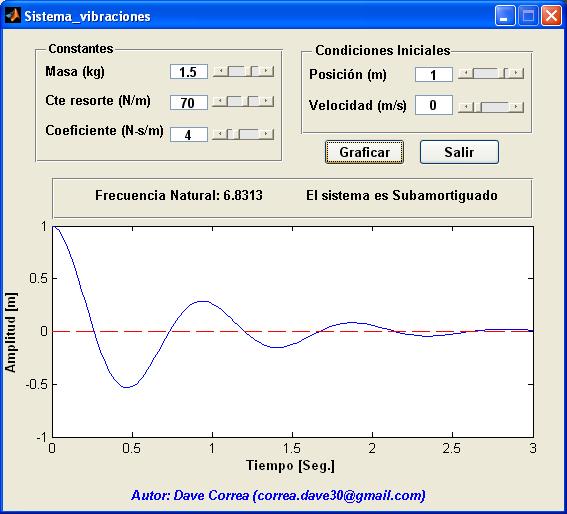 Sistema_vibraciones
Constantes
Masa (kg) 1.5
Cte resorte (N/m) 70
Coeficiente (N-s/m) 4
Condiciones Iniciales
Posición (m) 1
Velocidad (m/s) 0
Graficar Salir
Frecuencia Natural: 6.8313 El sistema es Subamortiguado
1
0.5
0
-0.5
-1
Amplitud [m]
0 0.5 1 1.5 2 2.5 3
Tiempo [Seg.]
Autor: Dave Correa (correa.dave30@gmail.com)